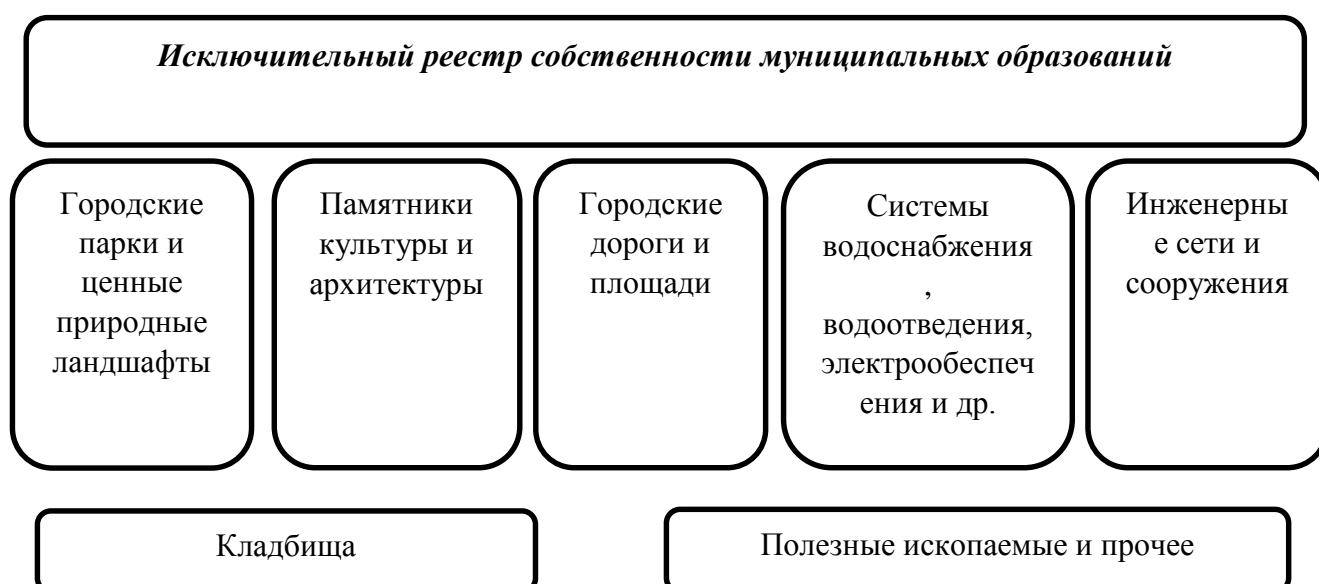 Исключительный реестр собственности муниципальных образований
Городские
парки и
ценные
природные
ландшафты
Памятники
культуры и
архитектуры
Городские
дороги и
площади
Системы
водоснабжения
,
водоотведения,
электрообеспеч
ения и др.
Инженерны
е сети и
сооружения
Кладбища
Полезные ископаемые и прочее